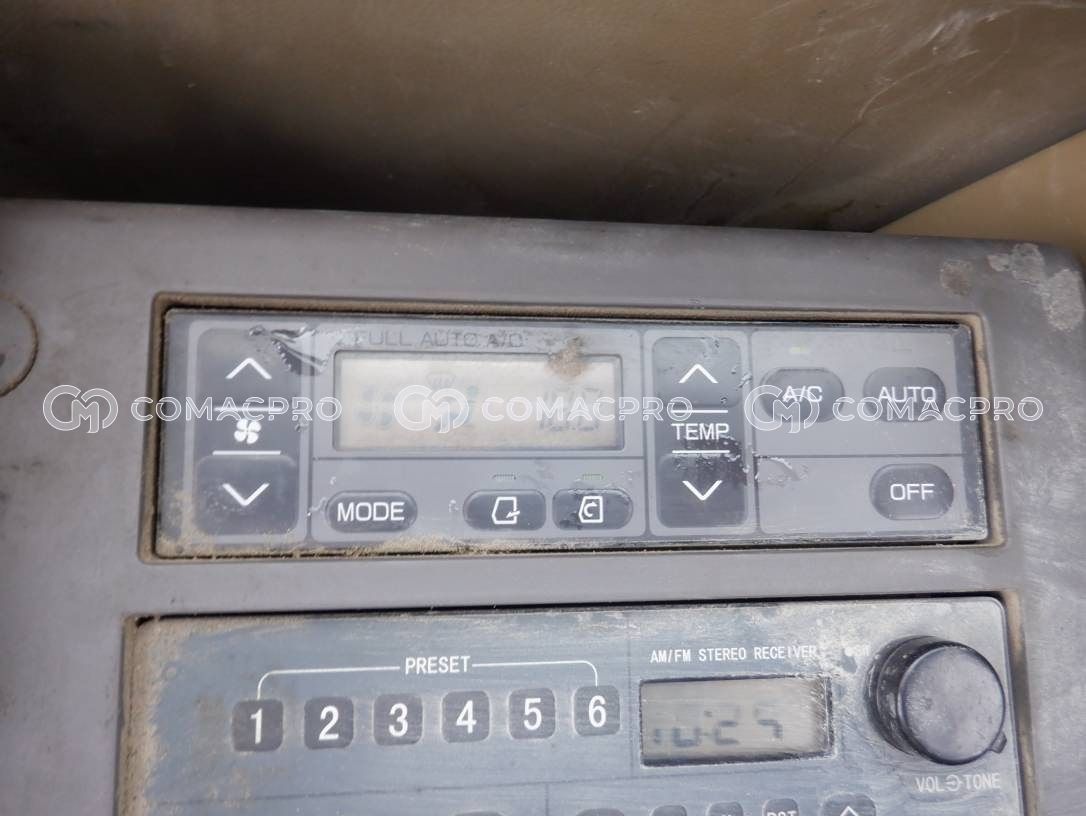 FULL AUTO A/C
COMACPRO COMACPRO COMACPRO
A/C AUTO
TEMP
MODE
OFF
PRESET
AM/FM STEREO RECEIVER
1 2 3 4 5 6
VOL TONE